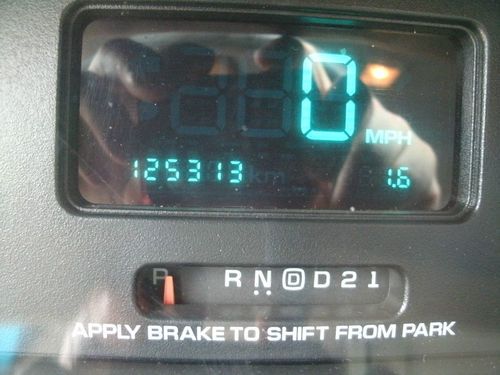 0 MPH
125313 km 1.6
P R N D D 2 1
APPLY BRAKE TO SHIFT FROM PARK